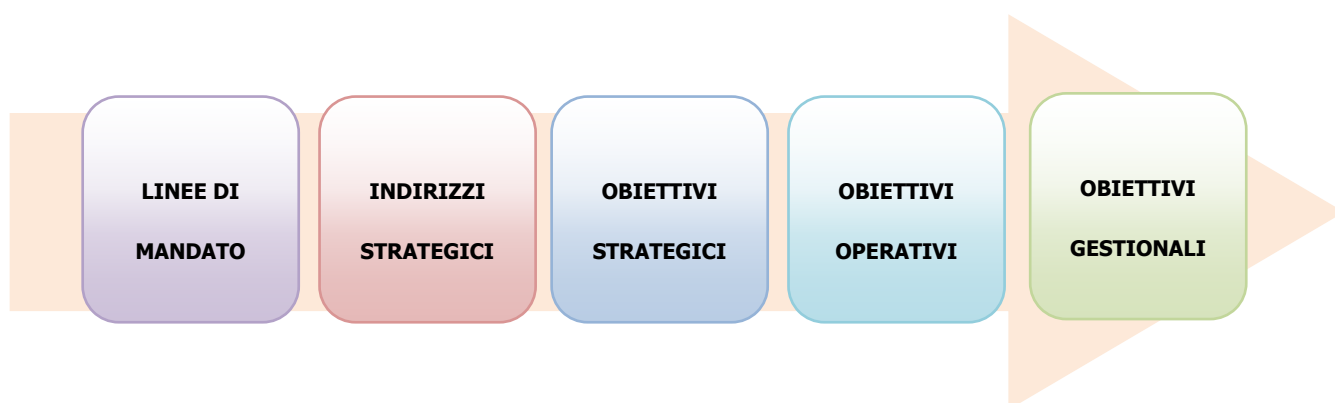 LINEE DI
MANDATO
INDIRIZZI
STRATEGICI
OBIETTIVI
STRATEGICI
OBIETTIVI
OPERATIVI
OBIETTIVI
GESTIONALI